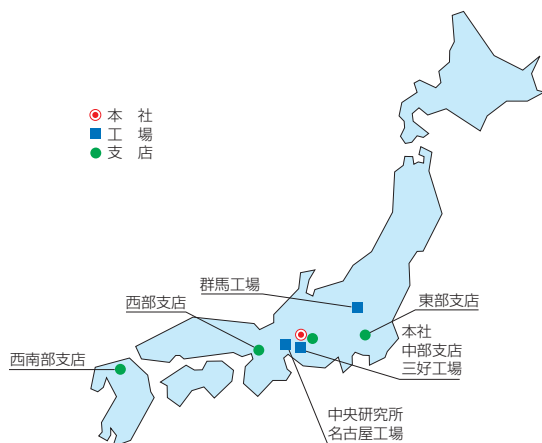 本　社
工　場
支　店
群馬工場
西部支店
東部支店
本社
中部支店
三好工場
西南部支店
中央研究所
名古屋工場